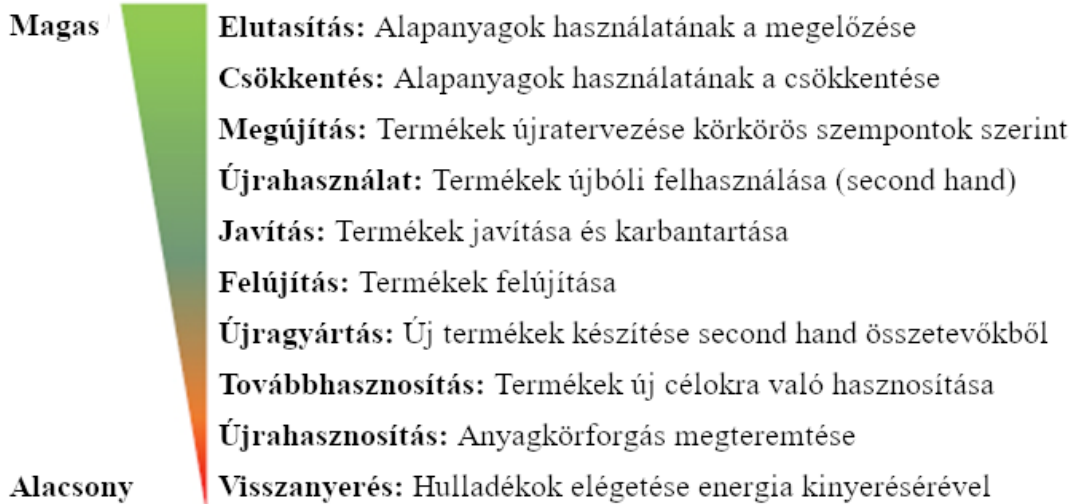 Magas Elutasítás: Alapanyagok használatának a megelőzése
Csökkentés: Alapanyagok használatának a csökkentése
Megújítás: Termékek újratervezése körkörös szempontok szerint
Újrahasználat: Termékek újbóli felhasználása (second hand)
Javítás: Termékek javítása és karbantartása
Felújítás: Termékek felújítása
Újragyártás: Új termékek készítése second hand összetevőkből
Továbbhasznosítás: Termékek új célokra való hasznosítása
Újrahasznosítás: Anyagkörforgás megteremtése
Alacsony Visszanyerés: Hulladékok elégetése energia kinyerésérével